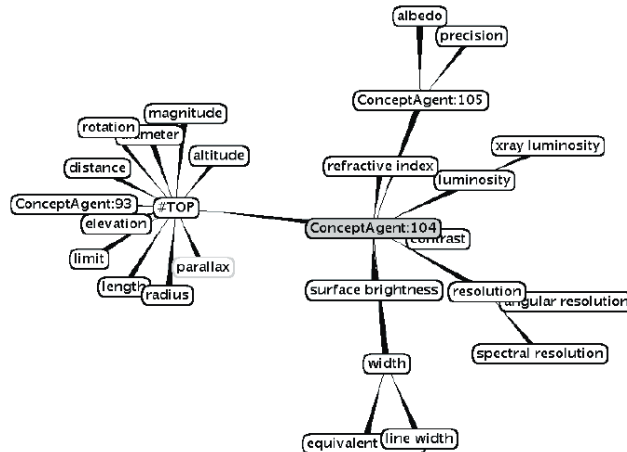 albedo
precision
ConceptAgent:105
magnitude
rotation
altitude
xray luminosity
distance
refractive index
luminosity
ConceptAgent:93
#TOP
elevation
ConceptAgent:104
contrast
limit
parallax
length
radius
surface brightness
resolution
angular resolution
spectral resolution
width
equivalent
line width